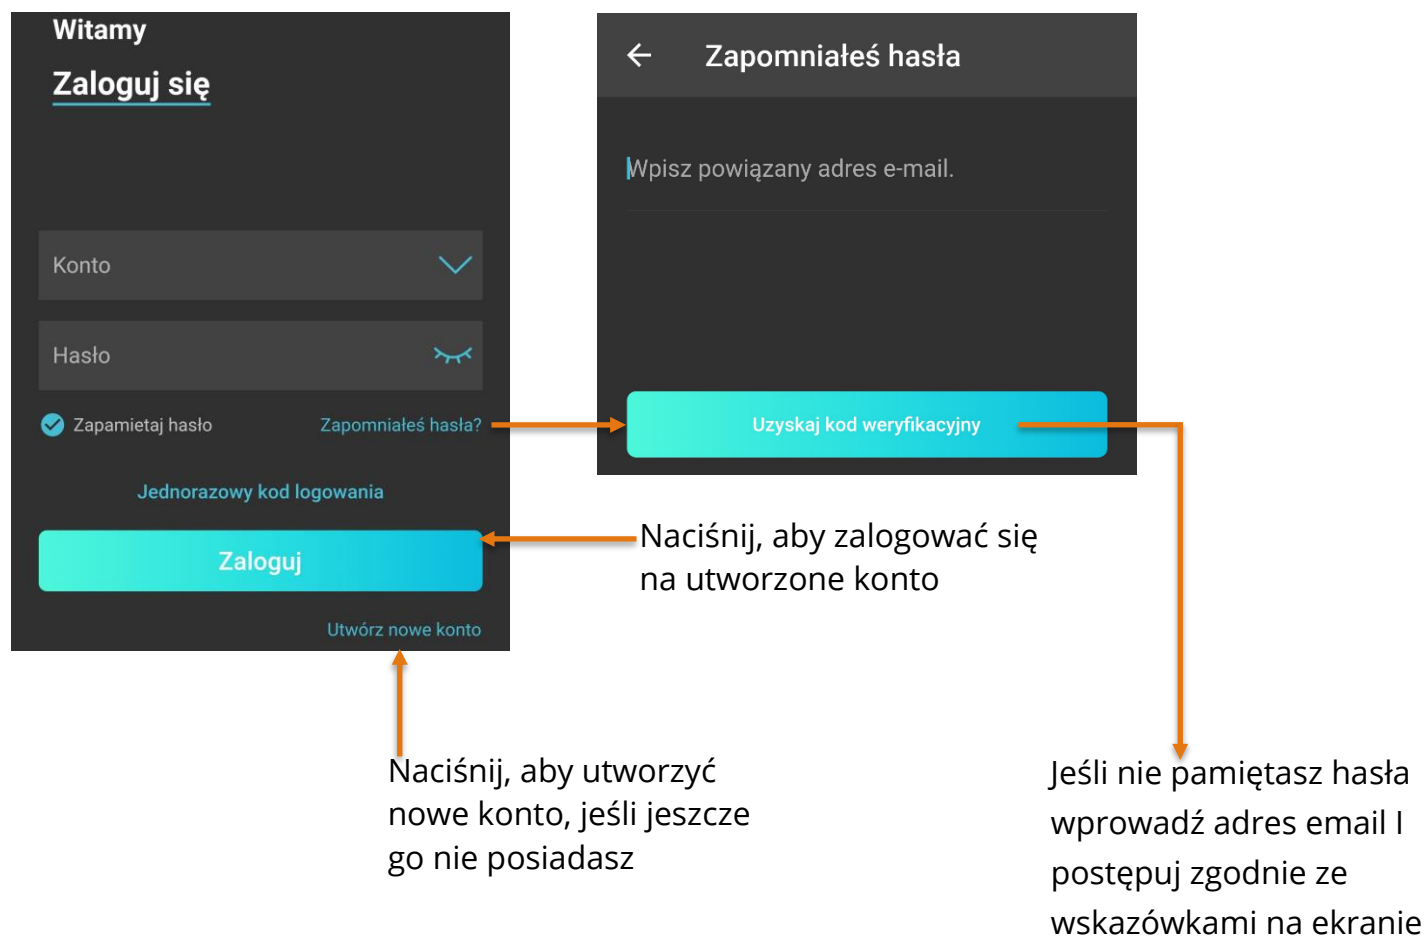 Witamy
Zaloguj się
Konto
Hasło
Zapamietaj hasło
Zapomniałeś hasła?
Jednorazowy kod logowania
Zaloguj
Utwórz nowe konto
Zapomniałeś hasła
Wpisz powiązany adres e-mail.
Uzyskaj kod weryfikacyjny
Naciśnij, aby zalogować się
na utworzone konto
Naciśnij, aby utworzyć
nowe konto, jeśli jeszcze
go nie posiadasz
Jeśli nie pamiętasz hasła
wprowadź adres email I
postępuj zgodnie ze
wskazówkami na ekranie